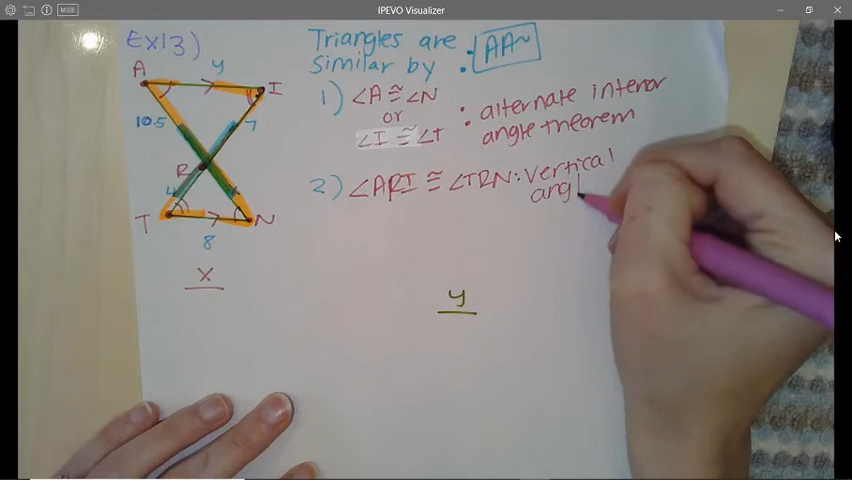 IPEVO Visualizer
MODE
EX13)
Triangles are
similar by : AA~
A
y
I
10.5
7
R
4
T
N
8
1) ∠A ≅ ∠N
or
∠I ≅ ∠T
: alternate interior
angle theorem
2) ∠ARI ≅ ∠TRN: vertical
angl
x
y